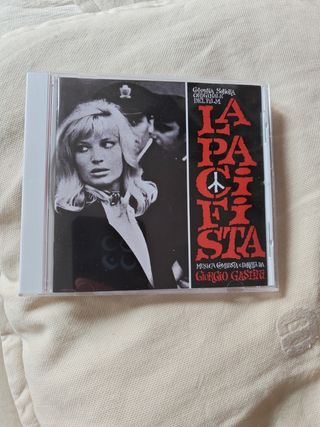 COLONNA SONORA
ORIGINALE
DEL FILM
LA
PACI
FI
STA
MUSICA COMPOSTA E DIRETTA DA
GIORGIO GASLINI